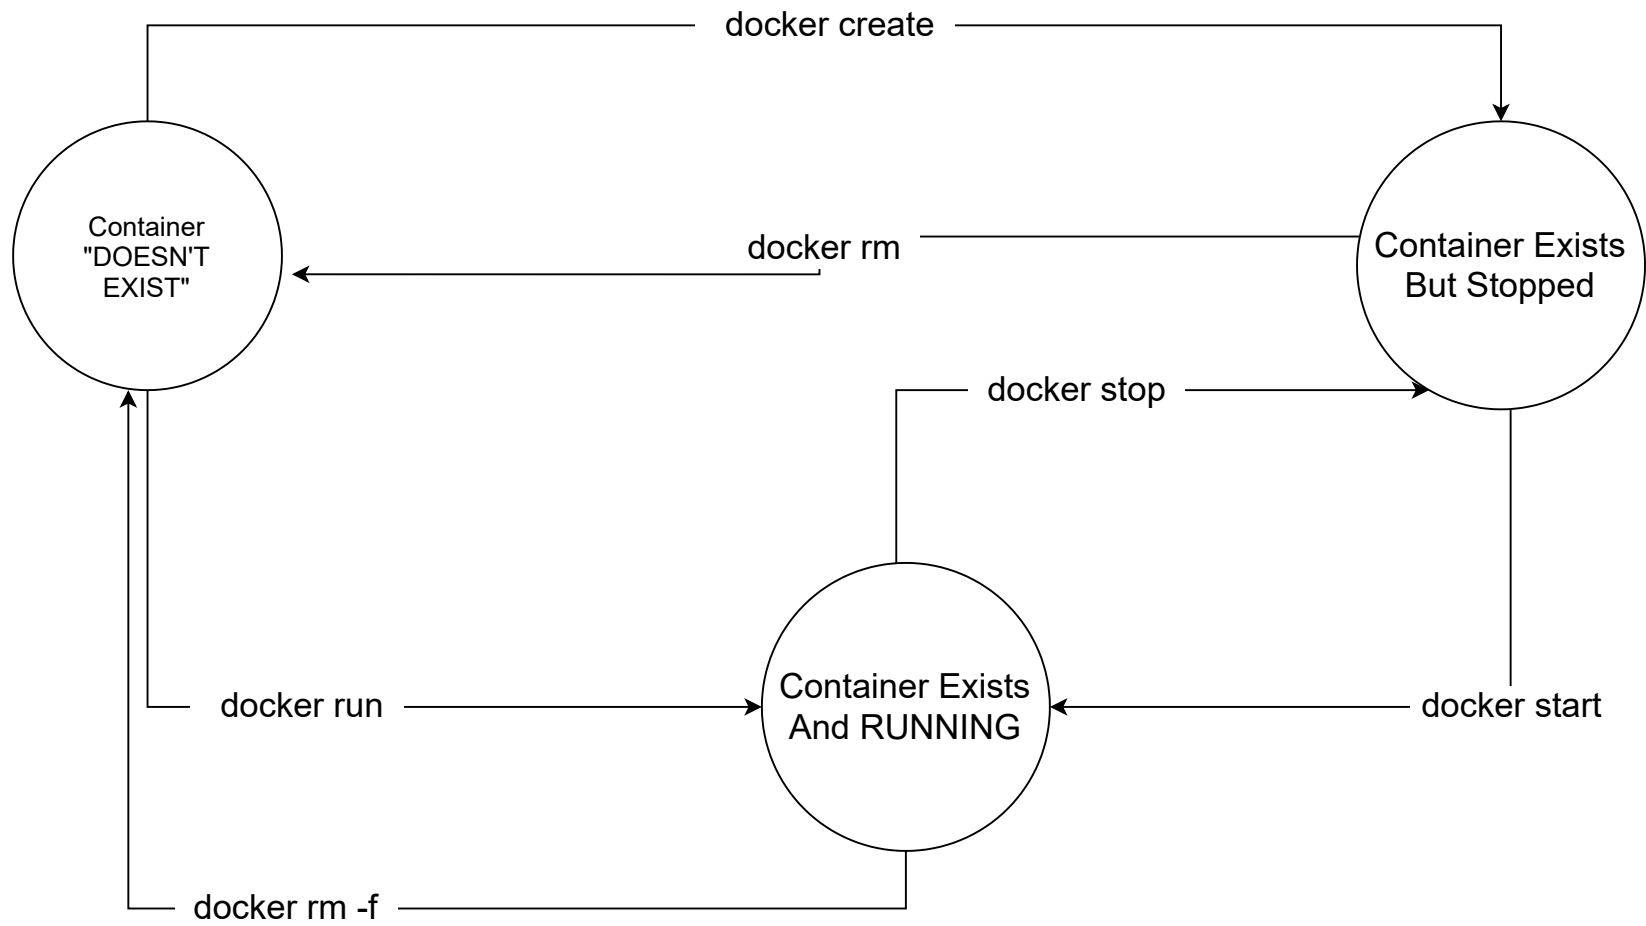 docker create
Container
"DOESN'T
EXIST"
docker rm
Container Exists
But Stopped
docker stop
docker run
Container Exists
And RUNNING
docker start
docker rm -f